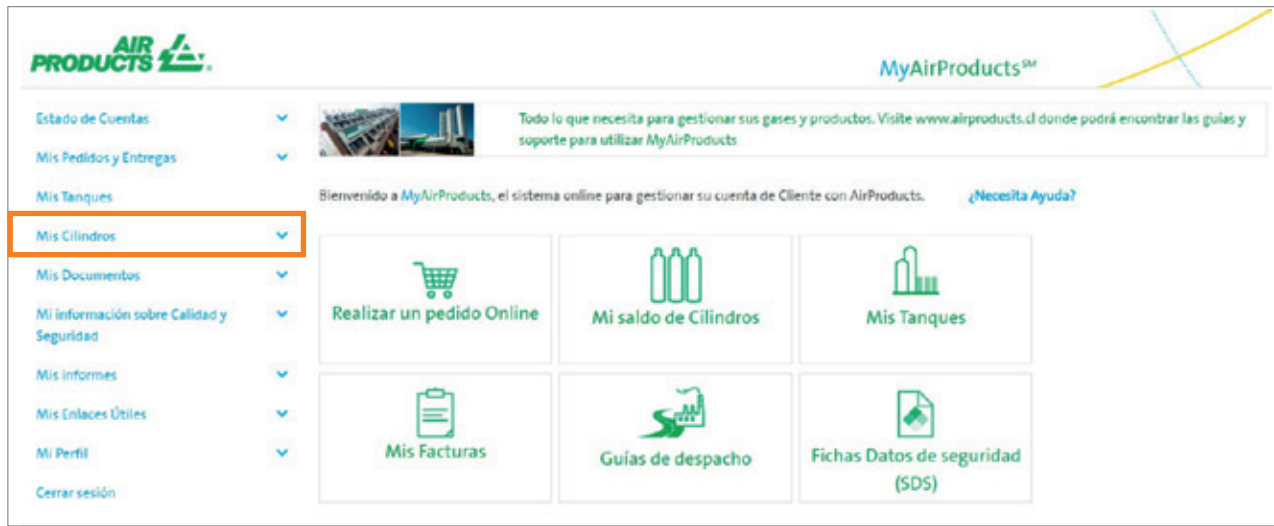 AIR
PRODUCTS
MyAirProducts℠
Estado de Cuentas
Mis Pedidos y Entregas
Mis Tanques
Mis Cilindros
Mis Documentos
Mi información sobre Calidad y
Seguridad
Mis informes
Mis Enlaces Útiles
Mi Perfil
Cerrar sesión
Todo lo que necesita para gestionar sus gases y productos. Visite www.airproducts.cl donde podrá encontrar las guías y
soporte para utilizar MyAirProducts
Bienvenido a MyAirProducts, el sistema online para gestionar su cuenta de Cliente con AirProducts.
¿Necesita Ayuda?
Realizar un pedido Online
Mi saldo de Cilindros
Mis Tanques
Mis Facturas
Guías de despacho
Fichas Datos de seguridad
(SDS)